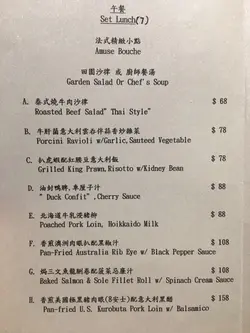 午餐
Set Lunch(7)
法式精緻小點
Amuse Bouche
田園沙律 或 廚師餐湯
Garden Salad Or Chef's Soup
A. 泰式燒牛肉沙律 $ 68
Roasted Beef Salad" Thai Style"
B. 牛肝菌意大利雲吞伴蒜香炒雜菜 $ 78
Porcini Ravioli w/Garlic,Sauteed Vegetable
C. 扒虎蝦配紅腰豆意大利飯 $ 78
Grilled King Prawn,Risotto w/Kidney Bean
D. 油封鴨脾,車厘子汁 $ 88
" Duck Confit",Cherry Sauce
E. 北海道牛乳浸豬柳 $ 88
Poached Pork Loin, Hokkaido Milk
F. 香煎澳洲肉眼扒配黑椒汁 $ 108
Pan-fried Australia Rib Eye w/ Black Pepper Sauce
G. 焗三文魚龍脷卷配菠菜忌廉汁 $ 108
Baked Salmon & Sole Fillet Roll w/ Spinach Cream Sauce
H. 香煎美國極黑豬肉眼(8安士)配意大利黑醋 $ 158
Pan-fried U.S. Kurobuta Pork Loin w/ Balsamico